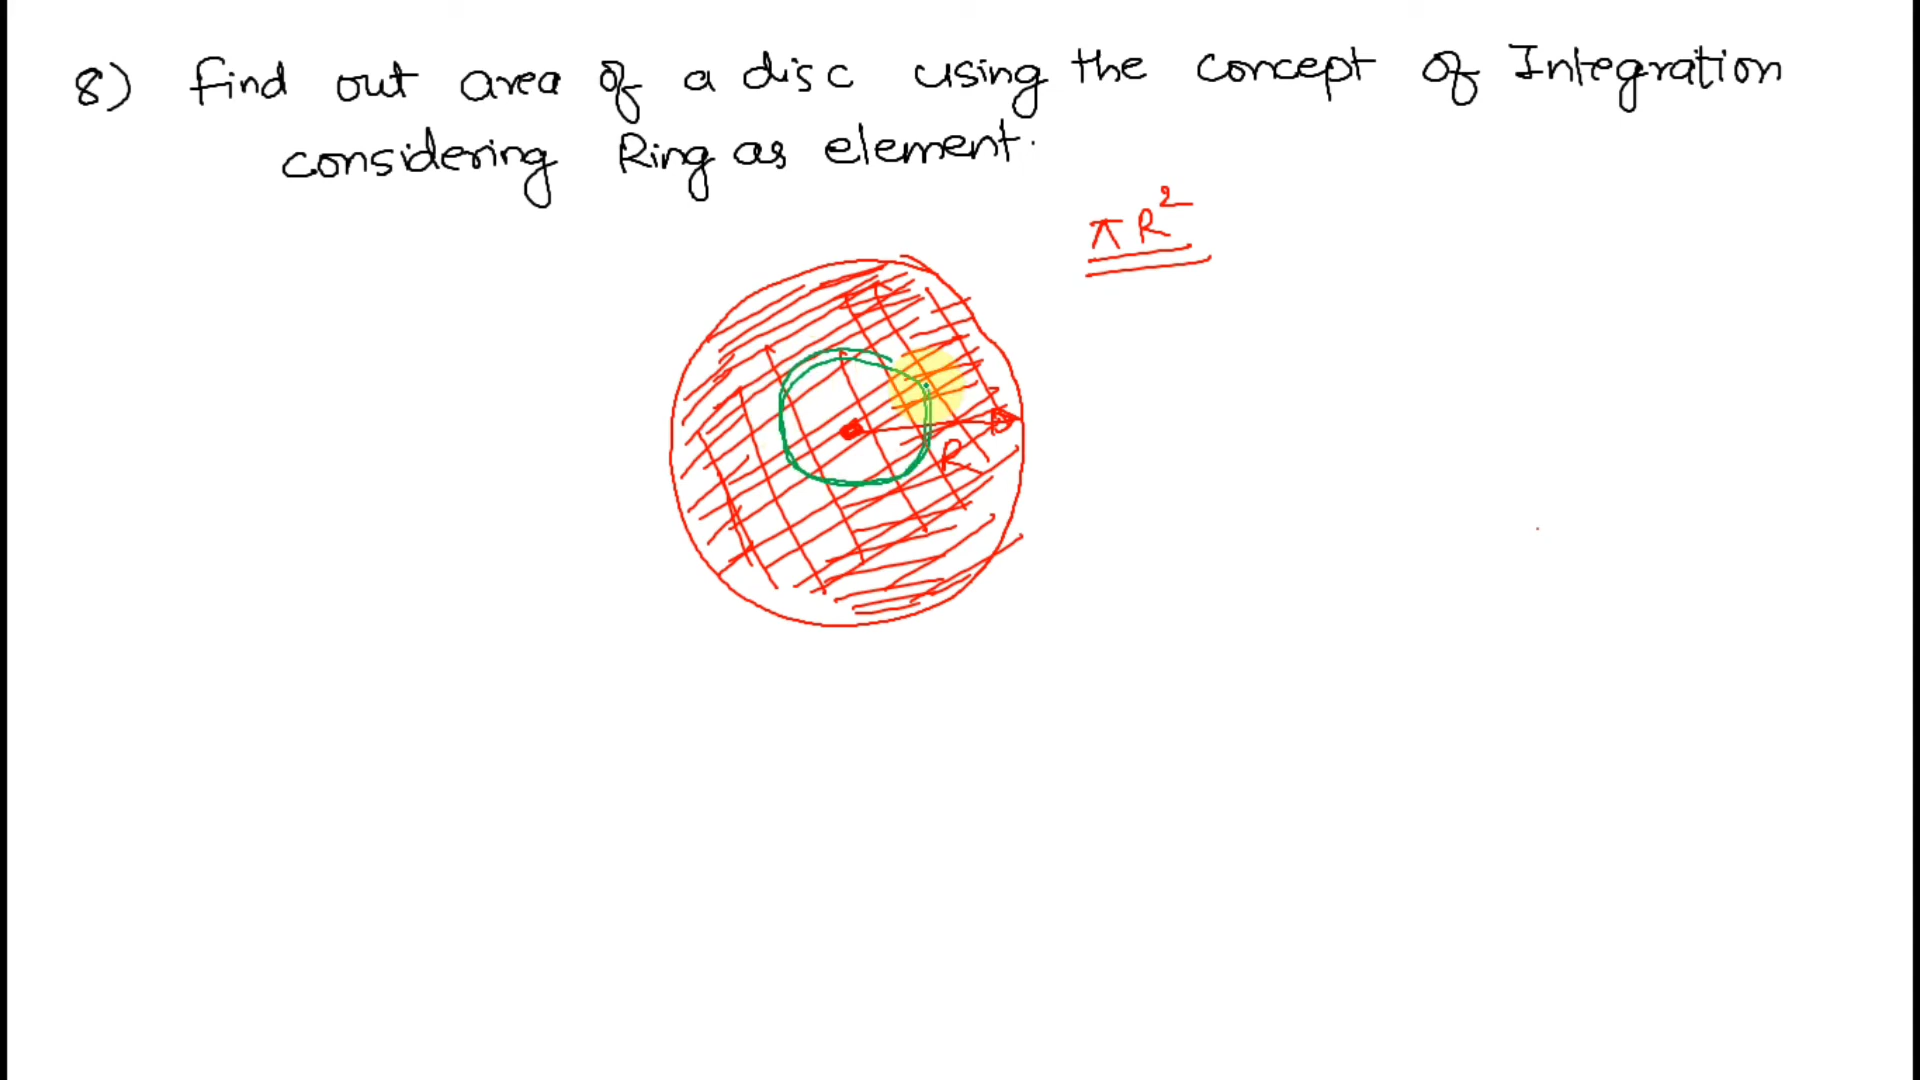 8) Find out area of a disc using the concept of Integration
considering Ring as element.
πR²
R